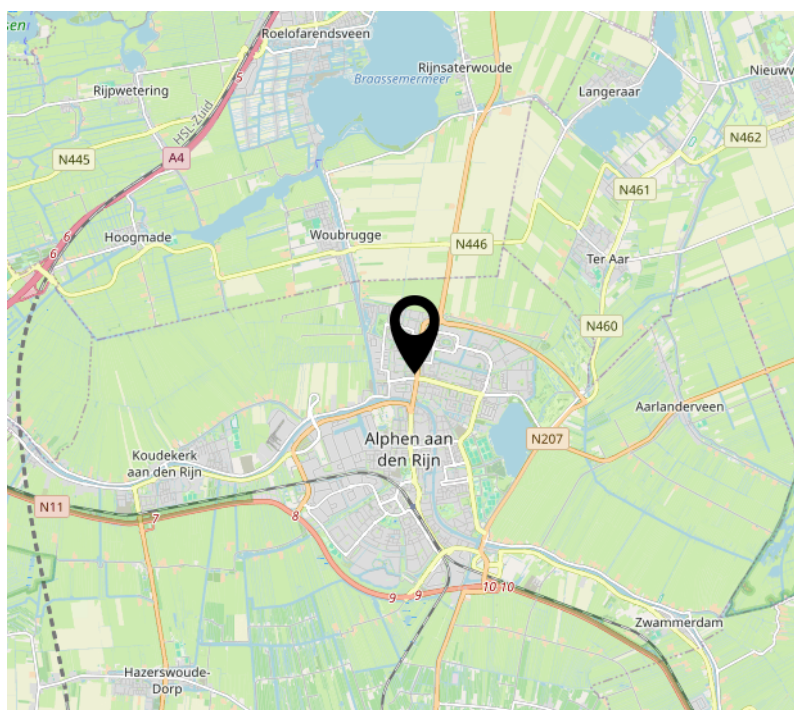 Roelofarendsveen
Rijnsaterwoude
Braassemermeer
Nieuwv
Rijpwetering
5
Langeraar
HSL-Zuid
N462
N445
A4
N461
6
Hoogmade
Woubrugge
N446
6
Ter Aar
N460
Aarlanderveen
Alphen aan
den Rijn
N207
Koudekerk
aan den Rijn
N11
7
8
9
9
10
10
Zwammerdam
Hazerswoude-
Dorp